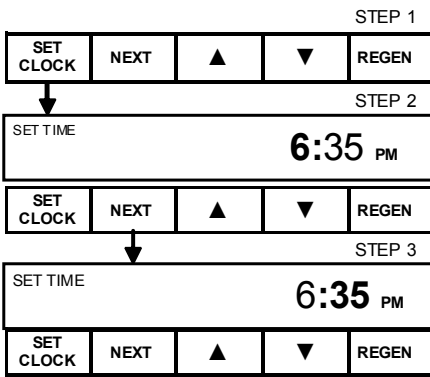 STEP 1
SET CLOCK NEXT ▲ ▼ REGEN
STEP 2
SET TIME
6:35 PM
SET CLOCK NEXT ▲ ▼ REGEN
STEP 3
SET TIME
6:35 PM
SET CLOCK NEXT ▲ ▼ REGEN